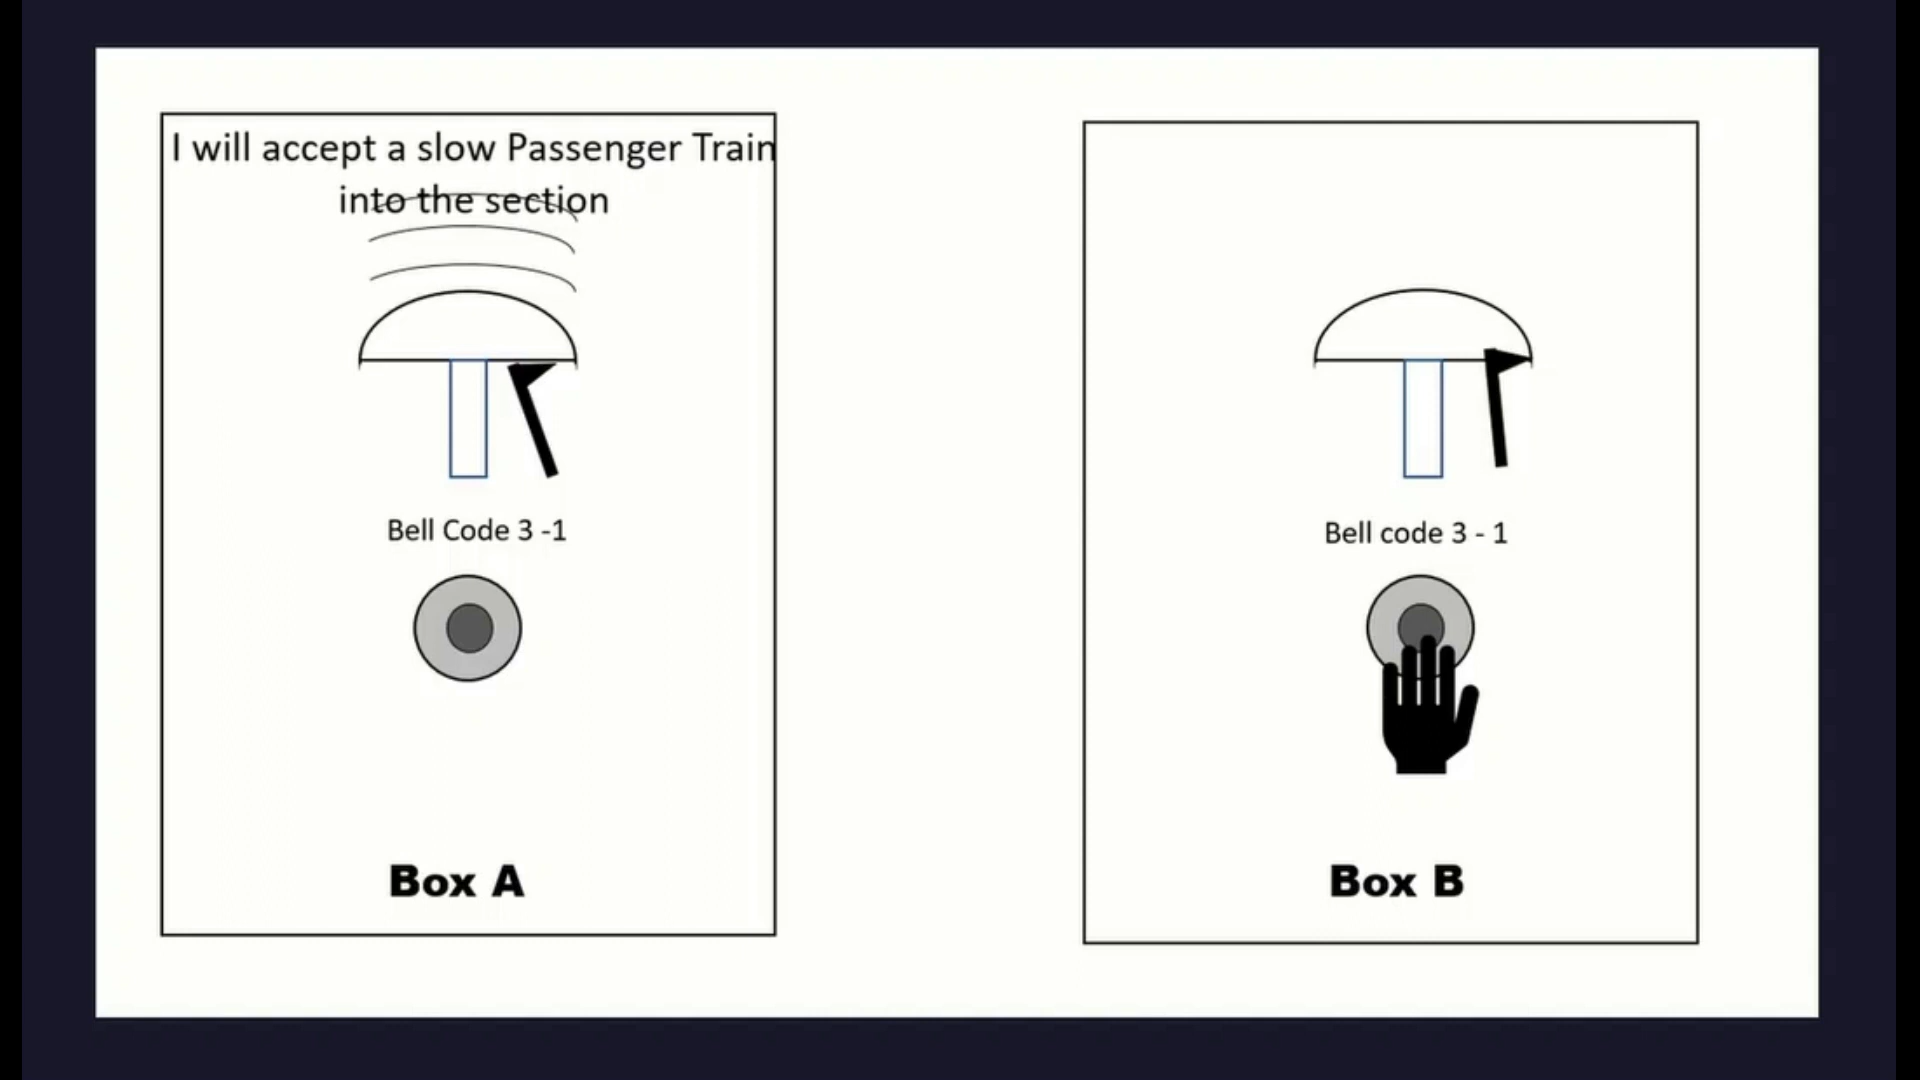 I will accept a slow Passenger Train
into the section
Bell Code 3 -1
Box A
Bell code 3 - 1
Box B